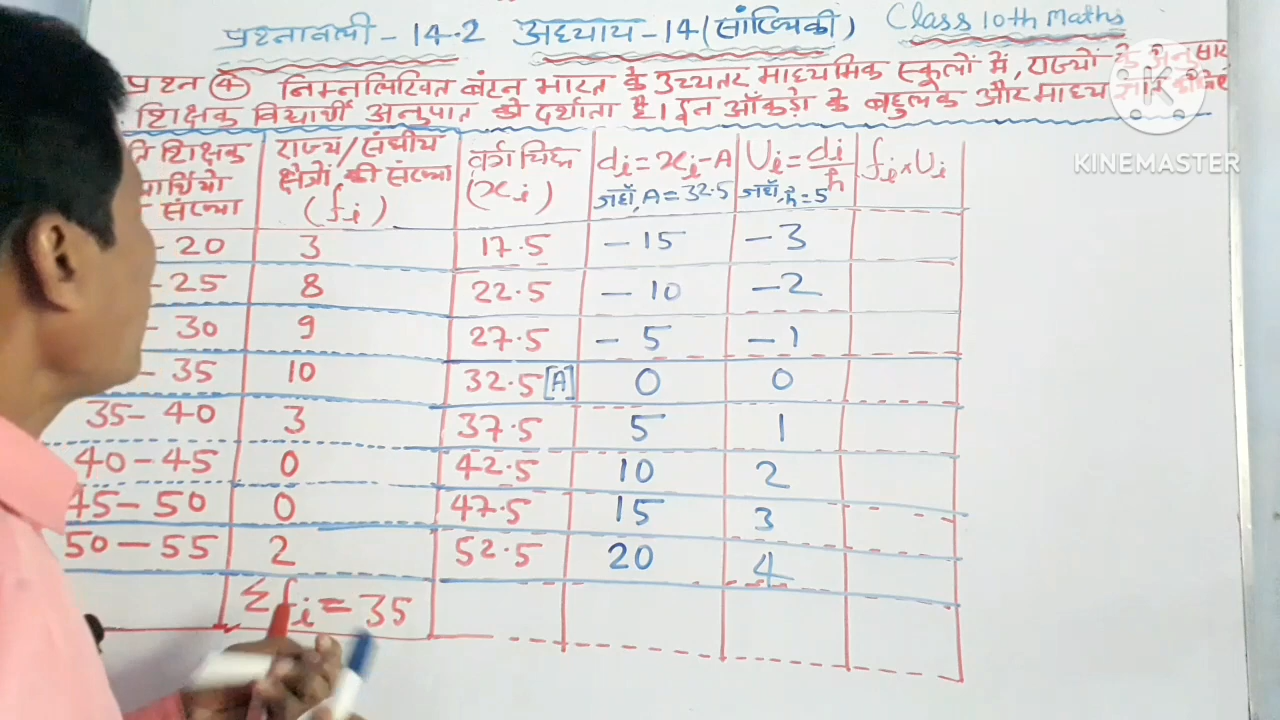 प्रश्नावली - 14.2 अध्याय - 14 (सांख्यिकी) Class 10th Maths
प्रश्न ④ निम्नलिखित बंटन भारत के उच्चतर माध्यमिक स्कूलों में, राज्यों के अनुसार
शिक्षक विद्यार्थी अनुपात को दर्शाता है। इन आँकड़ो के बहुलक और माध्य
KINEMASTER
शिक्षक राज्य/संघीय वर्ग चिह्न di = xi - A Ui = di/h fi x Ui
क्षेत्रों की संख्या (xi) जहाँ, A = 32.5 जहाँ, h = 5
संख्या (fi)
- 20 3 17.5 - 15 - 3
- 25 8 22.5 - 10 - 2
- 30 9 27.5 - 5 - 1
- 35 10 32.5 [A] 0 0
35 - 40 3 37.5 5 1
40 - 45 0 42.5 10 2
45 - 50 0 47.5 15 3
50 - 55 2 52.5 20 4
Σfi = 35